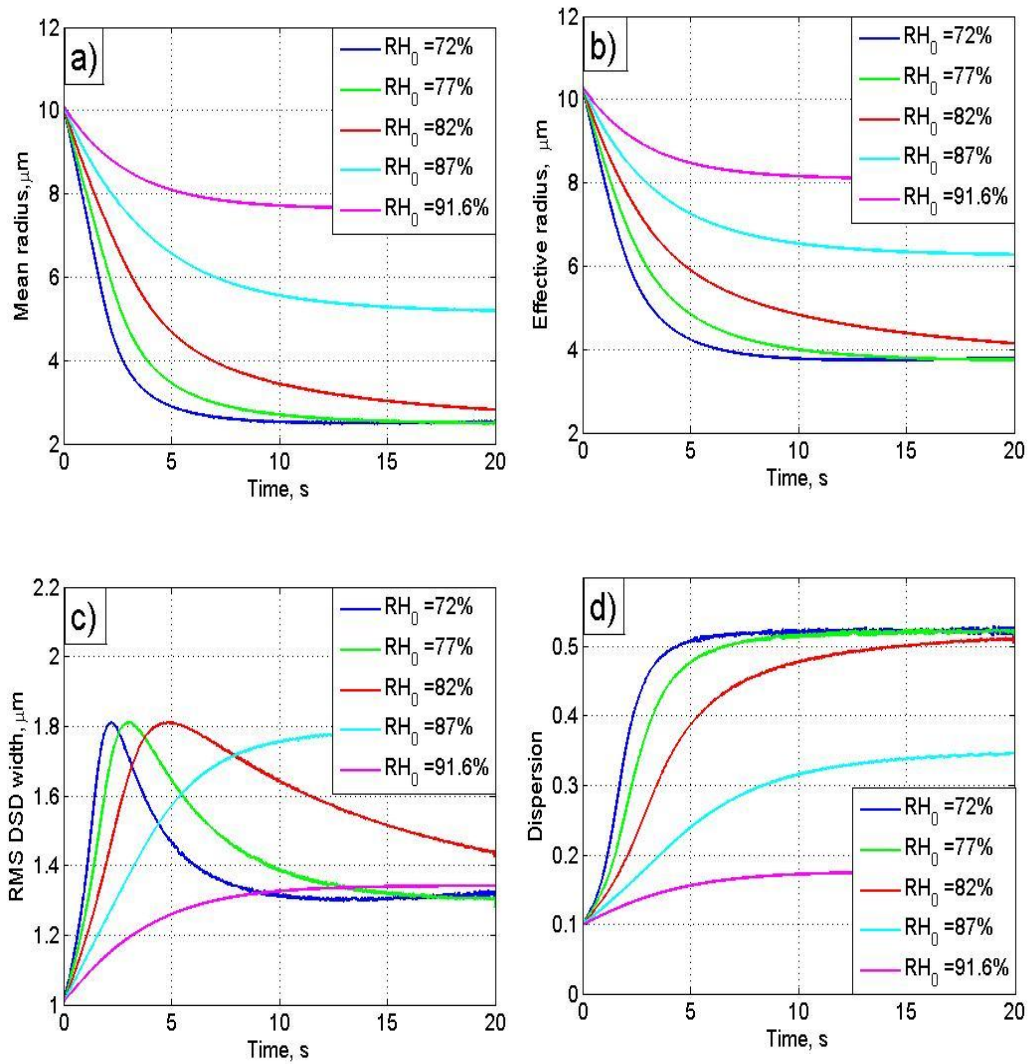 a)
12
10
8
6
4
2
Mean radius,μm
0 5 10 15 20
Time, s
RH₀ =72%
RH₀ =77%
RH₀ =82%
RH₀ =87%
RH₀ =91.6%
b)
12
10
8
6
4
2
Effective radius, μm
0 5 10 15 20
Time, s
RH₀ =72%
RH₀ =77%
RH₀ =82%
RH₀ =87%
RH₀ =91.6%
c)
2.2
2
1.8
1.6
1.4
1.2
1
RMS DSD width, μm
0 5 10 15 20
Time, s
RH₀ =72%
RH₀ =77%
RH₀ =82%
RH₀ =87%
RH₀ =91.6%
d)
0.5
0.4
0.3
0.2
0.1
0
Dispersion
0 5 10 15 20
Time, s
RH₀ =72%
RH₀ =77%
RH₀ =82%
RH₀ =87%
RH₀ =91.6%